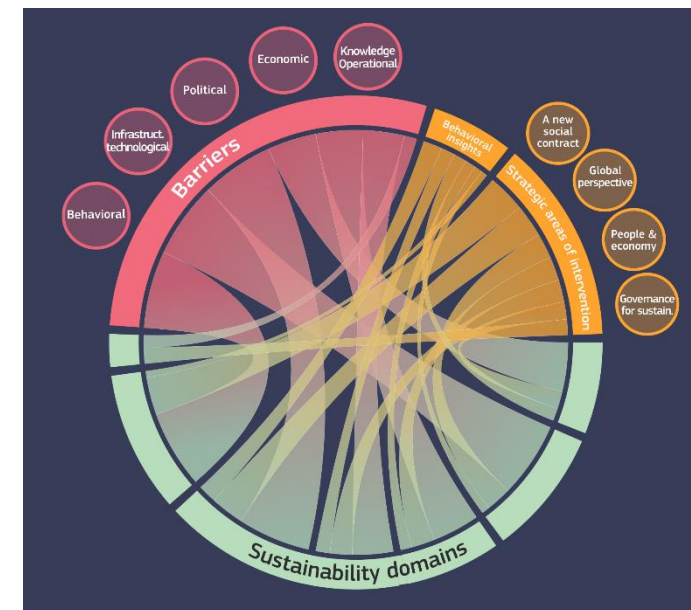 Knowledge
Operational
Economic
Political
Infrastruct.
technological
Behavioral
Barriers
Behavioral
insights
Strategic areas of intervention
A new
social
contract
Global
perspective
People &
economy
Governance
for sustain.
Sustainability domains